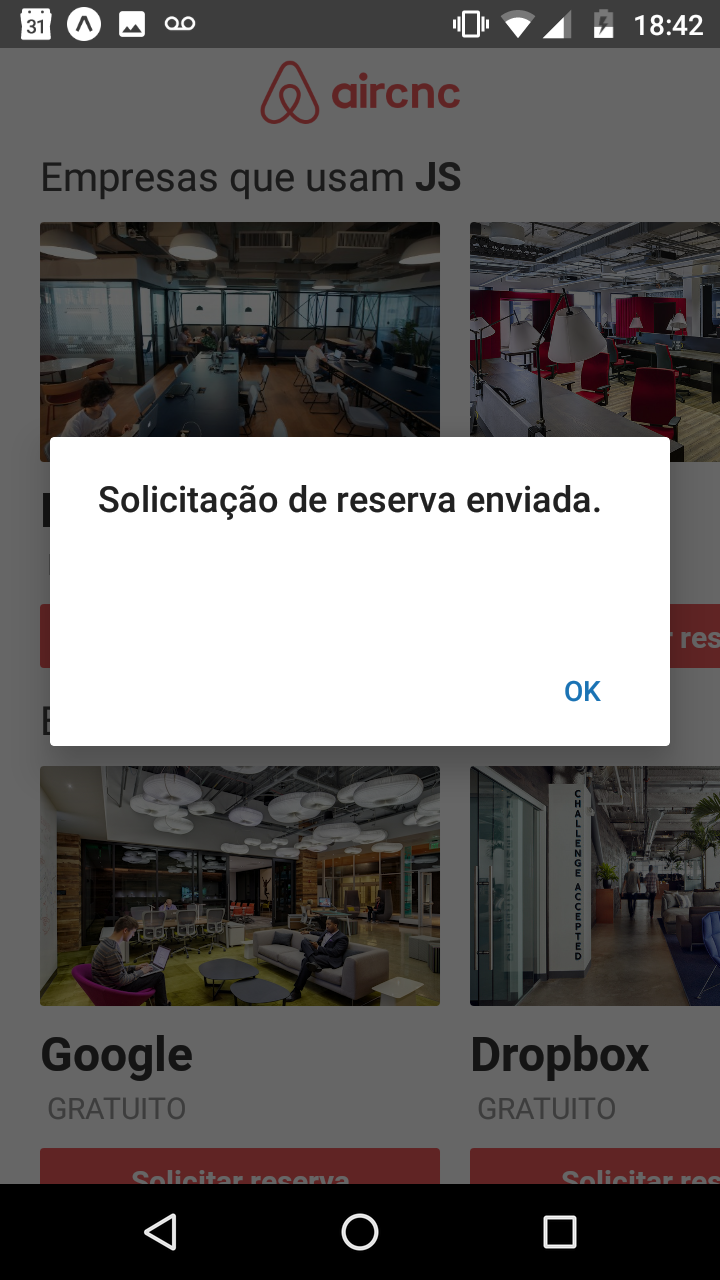 31
18:42
aircnc
Empresas que usam JS
Solicitação de reserva enviada.
OK
res
CHALLENGE ACCEPTED
Google
Dropbox
GRATUITO
GRATUITO
Solicitar reserva
Solicitar res